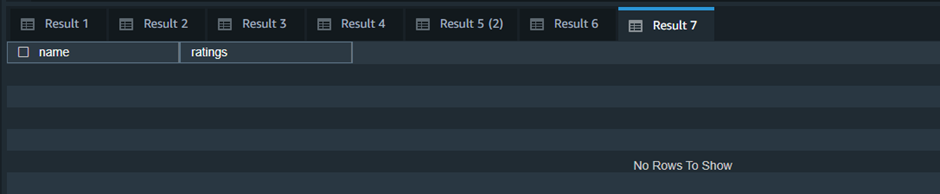 Result 1 Result 2 Result 3 Result 4 Result 5 (2) Result 6 Result 7
name ratings
No Rows To Show